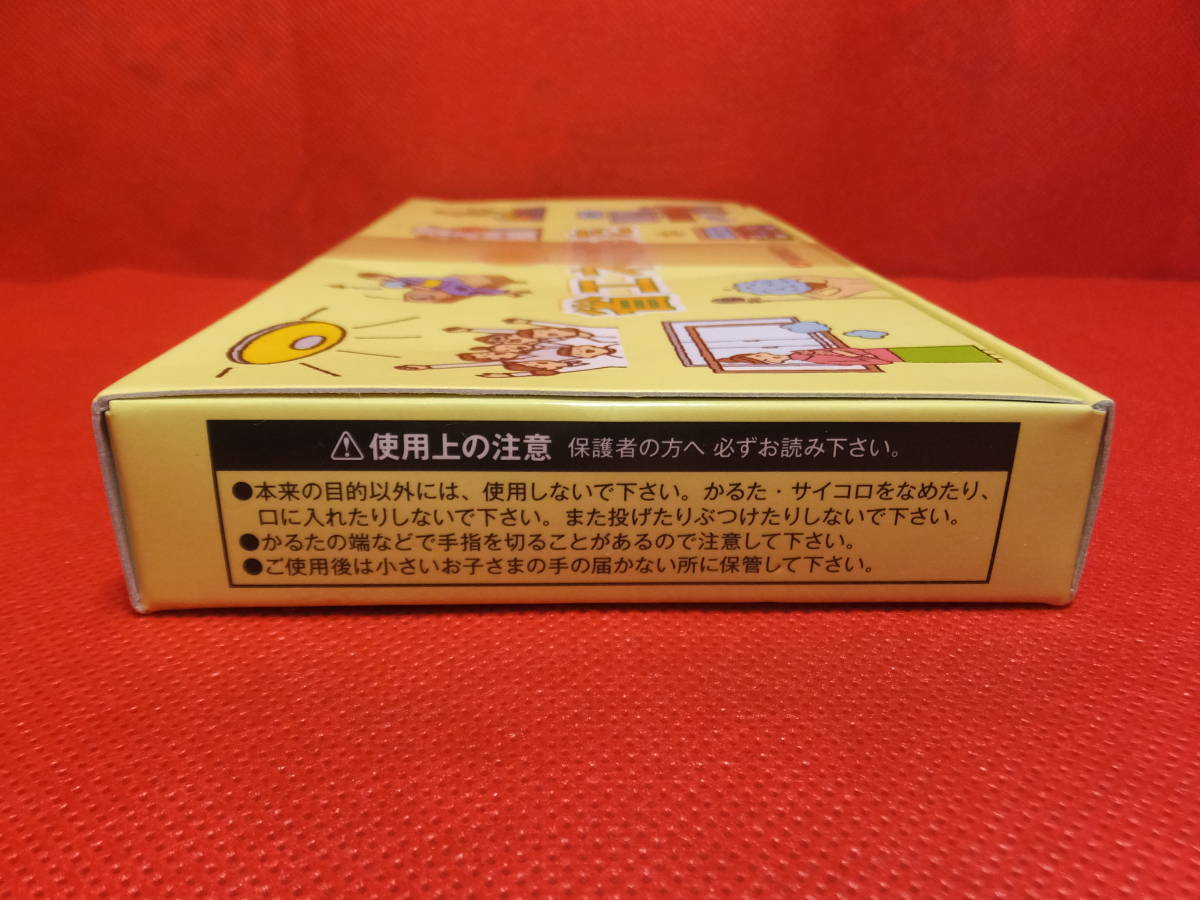 ⚠使用上の注意 保護者の方へ 必ずお読み下さい。
●本来の目的以外には、使用しないで下さい。かるた・サイコロをなめたり、
口に入れたりしないで下さい。また投げたりぶつけたりしないで下さい。
●かるたの端などで手指を切ることがあるので注意して下さい。
●ご使用後は小さいお子さまの手の届かない所に保管して下さい。